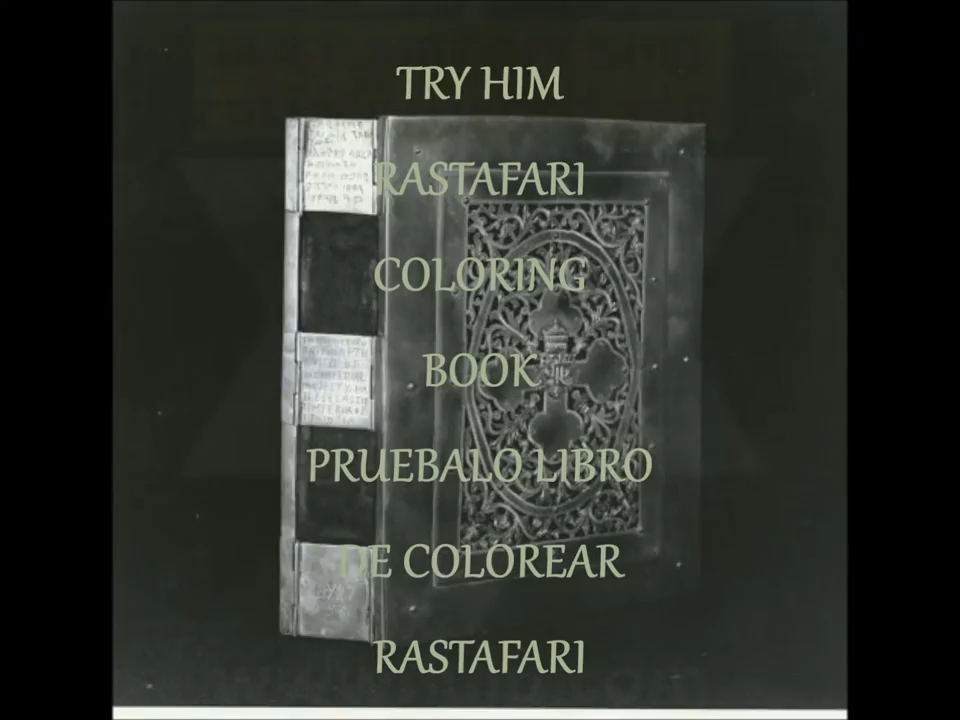 TRY HIM
RASTAFARI
COLORING
BOOK
PRUEBALO LIBRO
DE COLOREAR
RASTAFARI